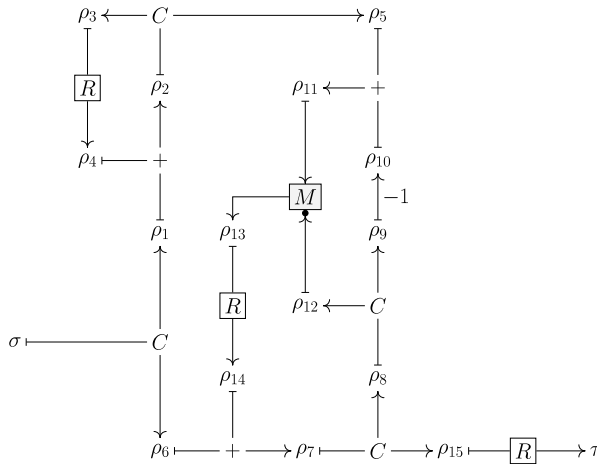 ρ₃ C ρ₅
R ρ₂ ρ₁₁ +
ρ₄ + ρ₁₀
M −1
ρ₁ ρ₁₃ ρ₉
R ρ₁₂ C
σ C
ρ₁₄ ρ₈
ρ₆ + ρ₇ C ρ₁₅ R τ